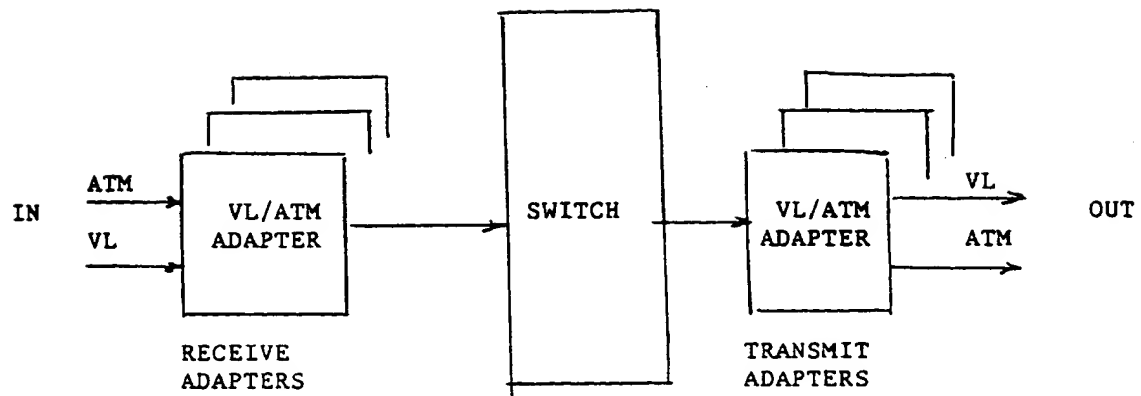 IN
ATM
VL
VL/ATM
ADAPTER
RECEIVE
ADAPTERS
SWITCH
VL/ATM
ADAPTER
TRANSMIT
ADAPTERS
VL
ATM
OUT